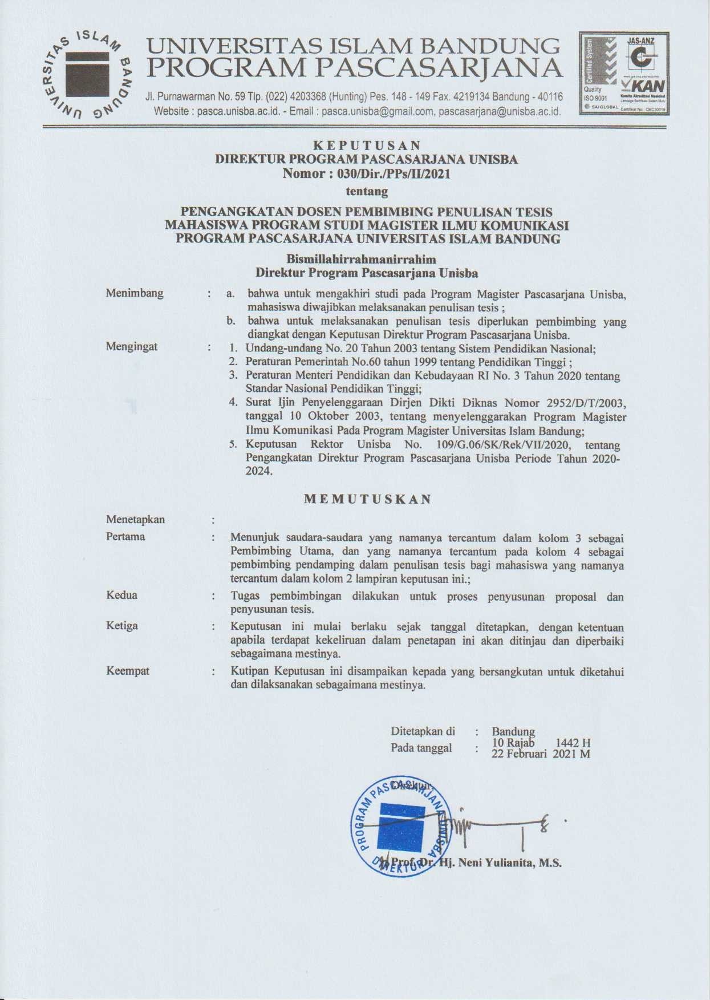 UNIVERSITAS ISLAM BANDUNG
UNIVERSITAS ISLAM BANDUNG
PROGRAM PASCASARJANA
Jl. Purnawarman No. 59 Tlp. (022) 4203368 (Hunting) Pes. 148 - 149 Fax. 4219134 Bandung - 40116
Website : pasca.unisba.ac.id. - Email : pasca.unisba@gmail.com, pascasarjana@unisba.ac.id.
Certified System
JAS-ANZ
Quality
ISO 9001
SAI GLOBAL
KAN
Komite Akreditasi Nasional
Certifikat No. QEC30019
K E P U T U S A N
DIREKTUR PROGRAM PASCASARJANA UNISBA
Nomor : 030/Dir./PPs/II/2021
tentang
PENGANGKATAN DOSEN PEMBIMBING PENULISAN TESIS
MAHASISWA PROGRAM STUDI MAGISTER ILMU KOMUNIKASI
PROGRAM PASCASARJANA UNIVERSITAS ISLAM BANDUNG
Bismillahirrahmanirrahim
Direktur Program Pascasarjana Unisba
Menimbang : a. bahwa untuk mengakhiri studi pada Program Magister Pascasarjana Unisba,
mahasiswa diwajibkan melaksanakan penulisan tesis ;
b. bahwa untuk melaksanakan penulisan tesis diperlukan pembimbing yang
diangkat dengan Keputusan Direktur Program Pascasarjana Unisba.
Mengingat : 1. Undang-undang No. 20 Tahun 2003 tentang Sistem Pendidikan Nasional;
2. Peraturan Pemerintah No.60 tahun 1999 tentang Pendidikan Tinggi ;
3. Peraturan Menteri Pendidikan dan Kebudayaan RI No. 3 Tahun 2020 tentang
Standar Nasional Pendidikan Tinggi;
4. Surat Ijin Penyelenggaraan Dirjen Dikti Diknas Nomor 2952/D/T/2003,
tanggal 10 Oktober 2003, tentang menyelenggarakan Program Magister
Ilmu Komunikasi Pada Program Magister Universitas Islam Bandung;
5. Keputusan Rektor Unisba No. 109/G.06/SK/Rek/VII/2020, tentang
Pengangkatan Direktur Program Pascasarjana Unisba Periode Tahun 2020-
2024.
M E M U T U S K A N
Menetapkan :
Pertama : Menunjuk saudara-saudara yang namanya tercantum dalam kolom 3 sebagai
Pembimbing Utama, dan yang namanya tercantum pada kolom 4 sebagai
pembimbing pendamping dalam penulisan tesis bagi mahasiswa yang namanya
tercantum dalam kolom 2 lampiran keputusan ini.;
Kedua : Tugas pembimbingan dilakukan untuk proses penyusunan proposal dan
penyusunan tesis.
Ketiga : Keputusan ini mulai berlaku sejak tanggal ditetapkan, dengan ketentuan
apabila terdapat kekeliruan dalam penetapan ini akan ditinjau dan diperbaiki
sebagaimana mestinya.
Keempat : Kutipan Keputusan ini disampaikan kepada yang bersangkutan untuk diketahui
dan dilaksanakan sebagaimana mestinya.
Ditetapkan di : Bandung
Pada tanggal : 10 Rajab 1442 H
22 Februari 2021 M
Direktur,
PROGRAM PASCASARJANA UNISBA
DIREKTUR
Prof. Dr. Hj. Neni Yulianita, M.S.